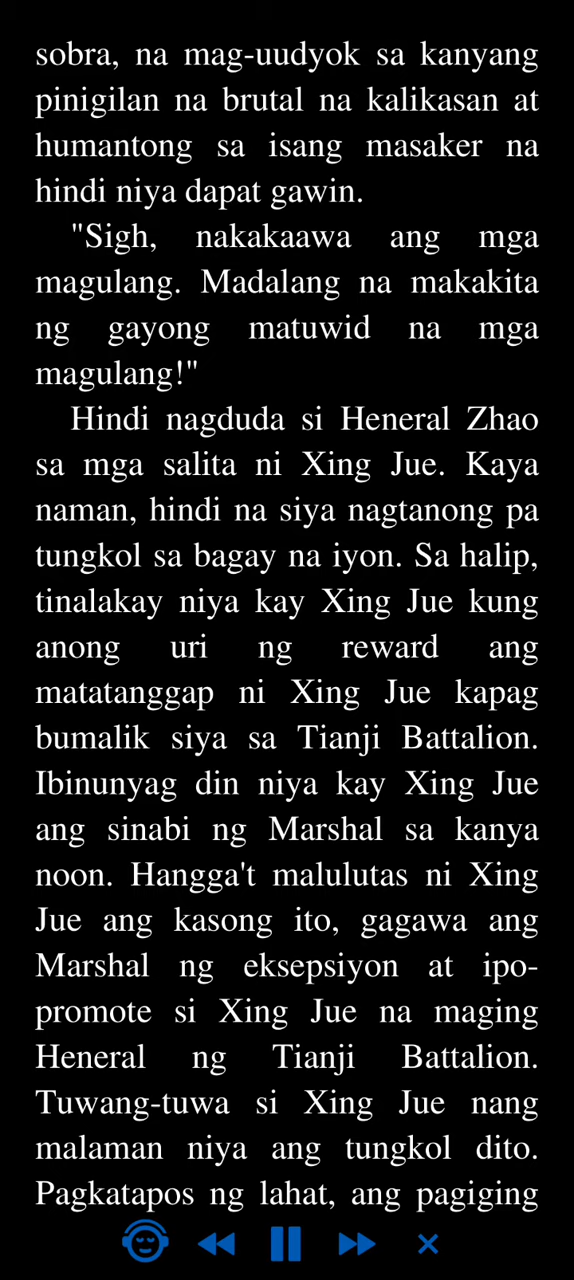 sobra, na mag-uudyok sa kanyang
pinigilan na brutal na kalikasan at
humantong sa isang masaker na
hindi niya dapat gawin.
"Sigh, nakakaawa ang mga
magulang. Madalang na makakita
ng gayong matuwid na mga
magulang!"
Hindi nagduda si Heneral Zhao
sa mga salita ni Xing Jue. Kaya
naman, hindi na siya nagtanong pa
tungkol sa bagay na iyon. Sa halip,
tinalakay niya kay Xing Jue kung
anong uri ng reward ang
matatanggap ni Xing Jue kapag
bumalik siya sa Tianji Battalion.
Ibinunyag din niya kay Xing Jue
ang sinabi ng Marshal sa kanya
noon. Hangga't malulutas ni Xing
Jue ang kasong ito, gagawa ang
Marshal ng eksepsiyon at ipo-
promote si Xing Jue na maging
Heneral ng Tianji Battalion.
Tuwang-tuwa si Xing Jue nang
malaman niya ang tungkol dito.
Pagkatapos ng lahat, ang pagiging